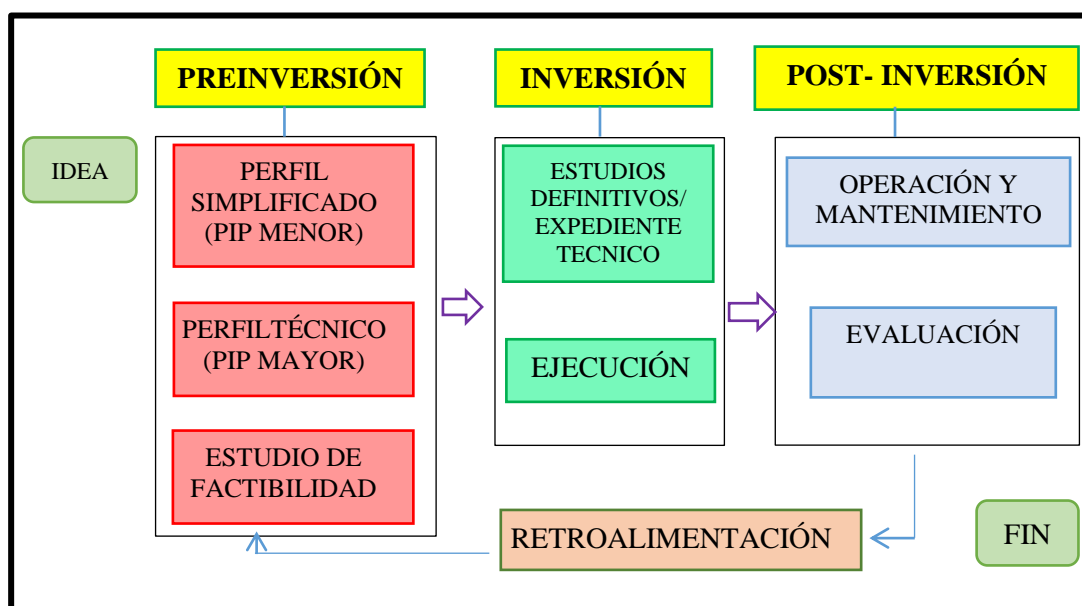 PREINVERSIÓN
INVERSIÓN
POST- INVERSIÓN
IDEA
PERFIL
SIMPLIFICADO
(PIP MENOR)
PERFILTÉCNICO
(PIP MAYOR)
ESTUDIO DE
FACTIBILIDAD
ESTUDIOS
DEFINITIVOS/
EXPEDIENTE
TECNICO
EJECUCIÓN
OPERACIÓN Y
MANTENIMIENTO
EVALUACIÓN
RETROALIMENTACIÓN
FIN